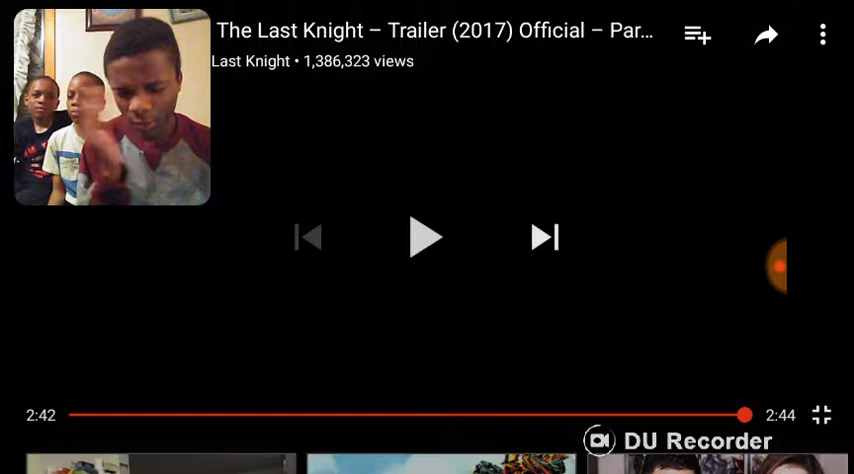 The Last Knight – Trailer (2017) Official – Par...
Last Knight • 1,386,323 views
2:42
2:44
DU Recorder